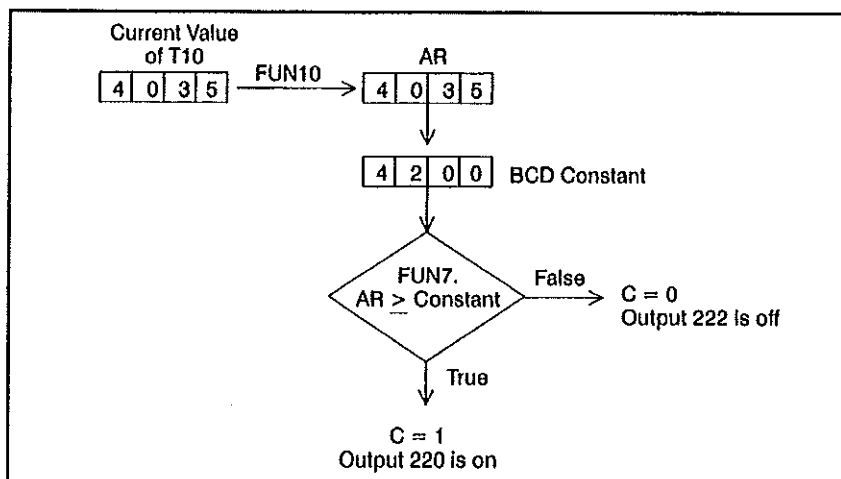 Current Value
of T10
4 0 3 5
FUN10
AR
4 0 3 5
4 2 0 0
BCD Constant
FUN7.
AR ≥ Constant
False
C = 0
Output 222 is off
True
C = 1
Output 220 is on